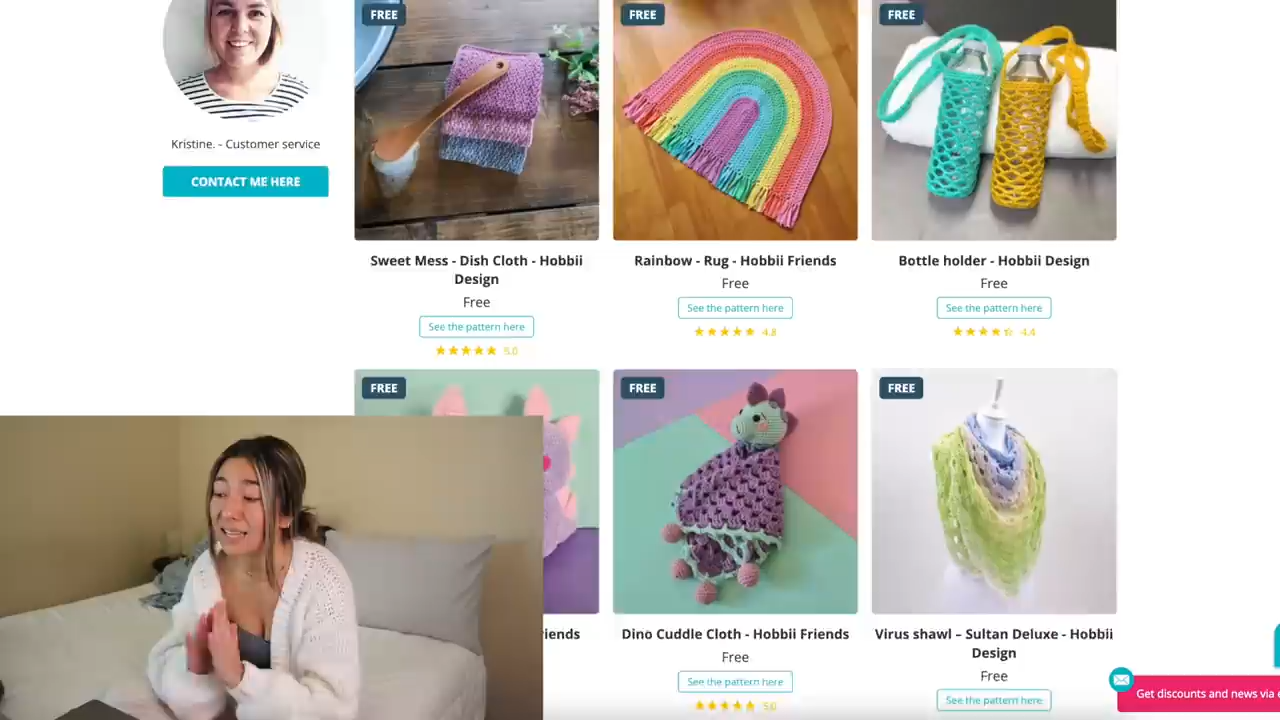 FREE
FREE
FREE
Kristine. - Customer service
CONTACT ME HERE
Sweet Mess - Dish Cloth - Hobbii
Design
Free
See the pattern here
5.0
Rainbow - Rug - Hobbii Friends
Free
See the pattern here
4.8
Bottle holder - Hobbii Design
Free
See the pattern here
4.4
FREE
FREE
FREE
iends
Dino Cuddle Cloth - Hobbii Friends
Free
See the pattern here
5.0
Virus shawl – Sultan Deluxe - Hobbii
Design
Free
See the pattern here
Get discounts and news via e